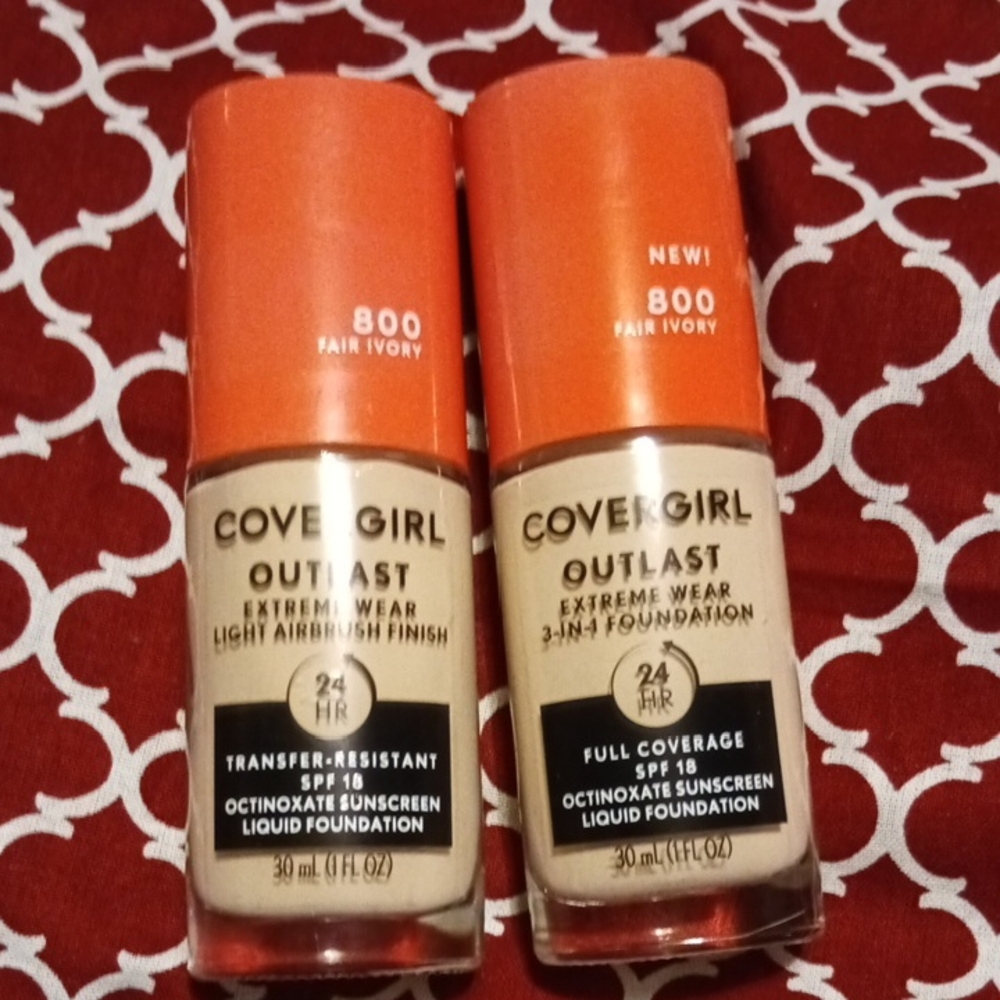 800
FAIR IVORY
COVERGIRL
OUTLAST
EXTREME WEAR
LIGHT AIRBRUSH FINISH
24
HR
TRANSFER-RESISTANT
SPF 18
OCTINOXATE SUNSCREEN
LIQUID FOUNDATION
30 mL (1 FL OZ)
NEW!
800
FAIR IVORY
COVERGIRL
OUTLAST
EXTREME WEAR
3-IN-1 FOUNDATION
24
HR
FULL COVERAGE
SPF 18
OCTINOXATE SUNSCREEN
LIQUID FOUNDATION
30 mL (1 FL OZ)